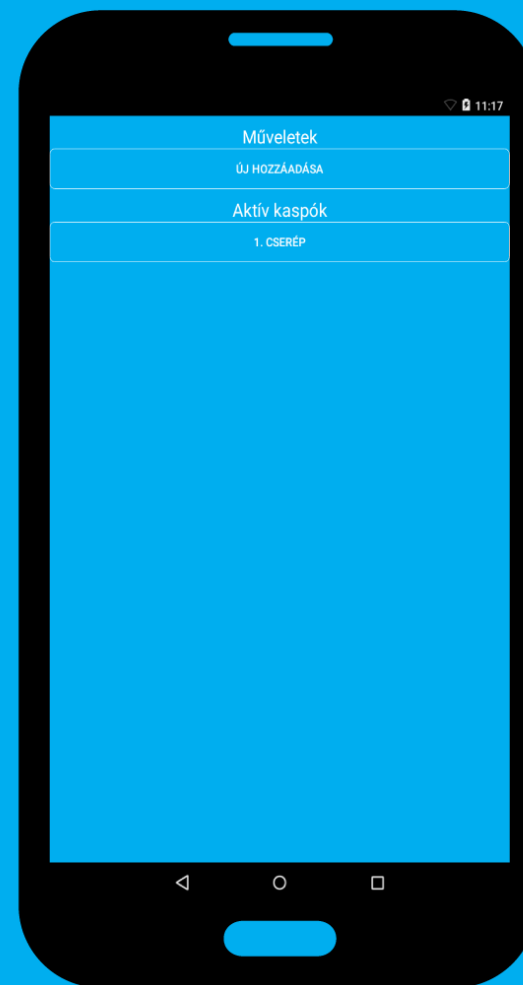 11:17
Műveletek
ÚJ HOZZÁADÁSA
Aktív kaspók
1. CSERÉP